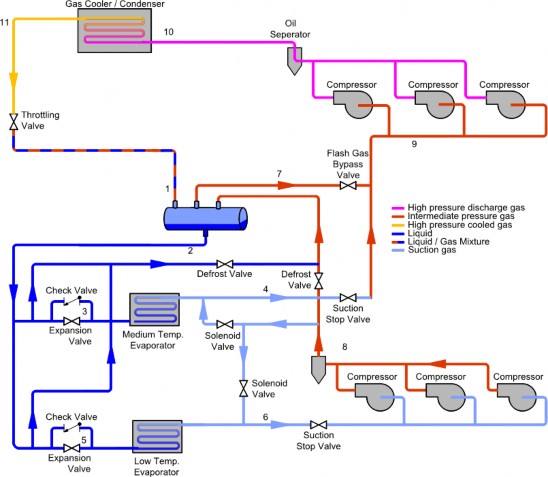 Gas Cooler / Condenser
11
10
Oil
Seperator
Compressor
Compressor
Compressor
Throttling
Valve
9
Flash Gas
Bypass
Valve
7
1
High pressure discharge gas
Intermediate pressure gas
High pressure cooled gas
Liquid
Liquid / Gas Mixture
Suction gas
2
Defrost Valve
Defrost
Valve
Check Valve
3
4
Expansion
Valve
Medium Temp.
Evaporator
Solenoid
Valve
Suction
Stop Valve
8
Compressor
Compressor
Compressor
Solenoid
Valve
Check Valve
5
6
Expansion
Valve
Low Temp.
Evaporator
Suction
Stop Valve